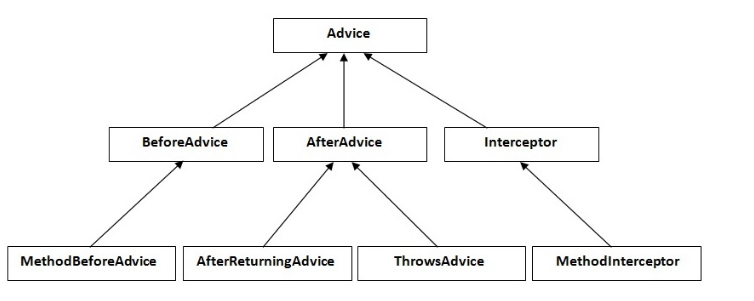 Advice
BeforeAdvice
AfterAdvice
Interceptor
MethodBeforeAdvice
AfterReturningAdvice
ThrowsAdvice
MethodInterceptor